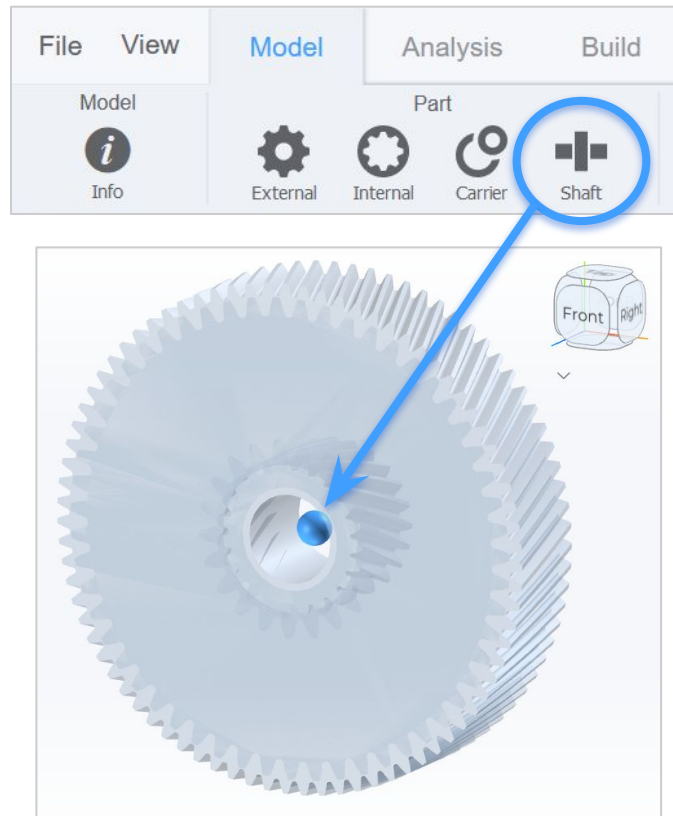 File View Model Analysis Build
Model Part
i
External Internal Carrier Shaft
Info
Front Right